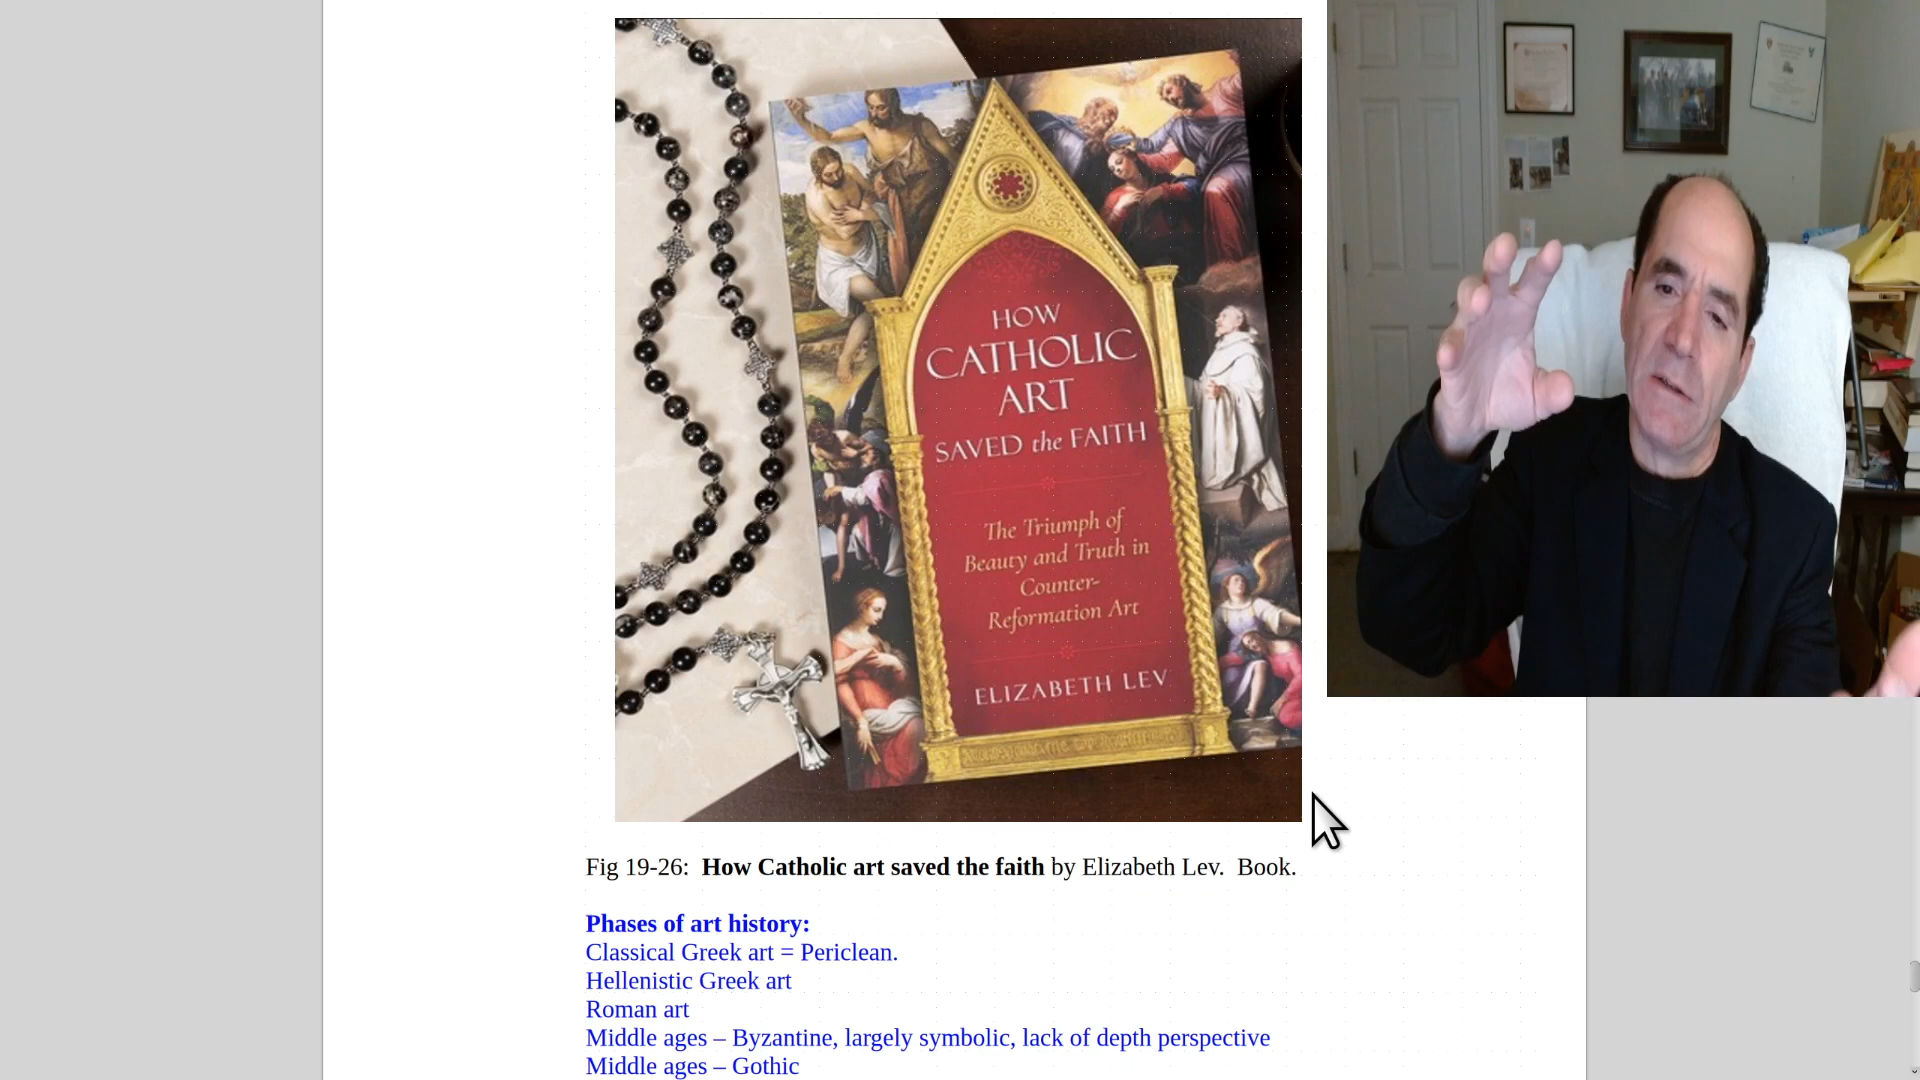 HOW
CATHOLIC
ART
SAVED the FAITH
The Triumph of
Beauty and Truth in
Counter-
Reformation Art
ELIZABETH LEV
Fig 19-26:  How Catholic art saved the faith by Elizabeth Lev.  Book.
Phases of art history:
Classical Greek art = Periclean.
Hellenistic Greek art
Roman art
Middle ages – Byzantine, largely symbolic, lack of depth perspective
Middle ages – Gothic